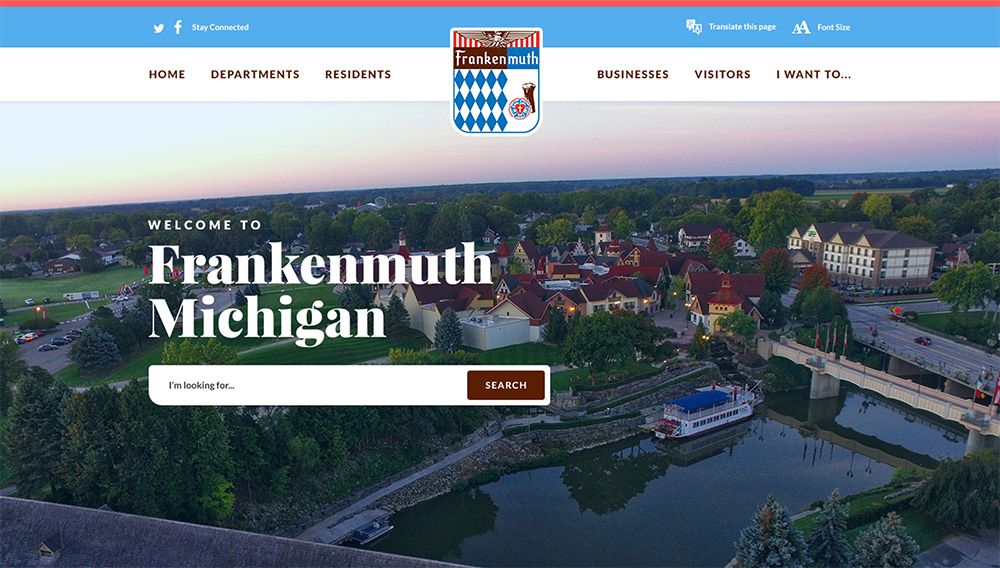 Stay Connected
Translate this page
Font Size
HOME
DEPARTMENTS
RESIDENTS
Frankenmuth
BUSINESSES
VISITORS
I WANT TO...
WELCOME TO
Frankenmuth
Michigan
I'm looking for...
SEARCH